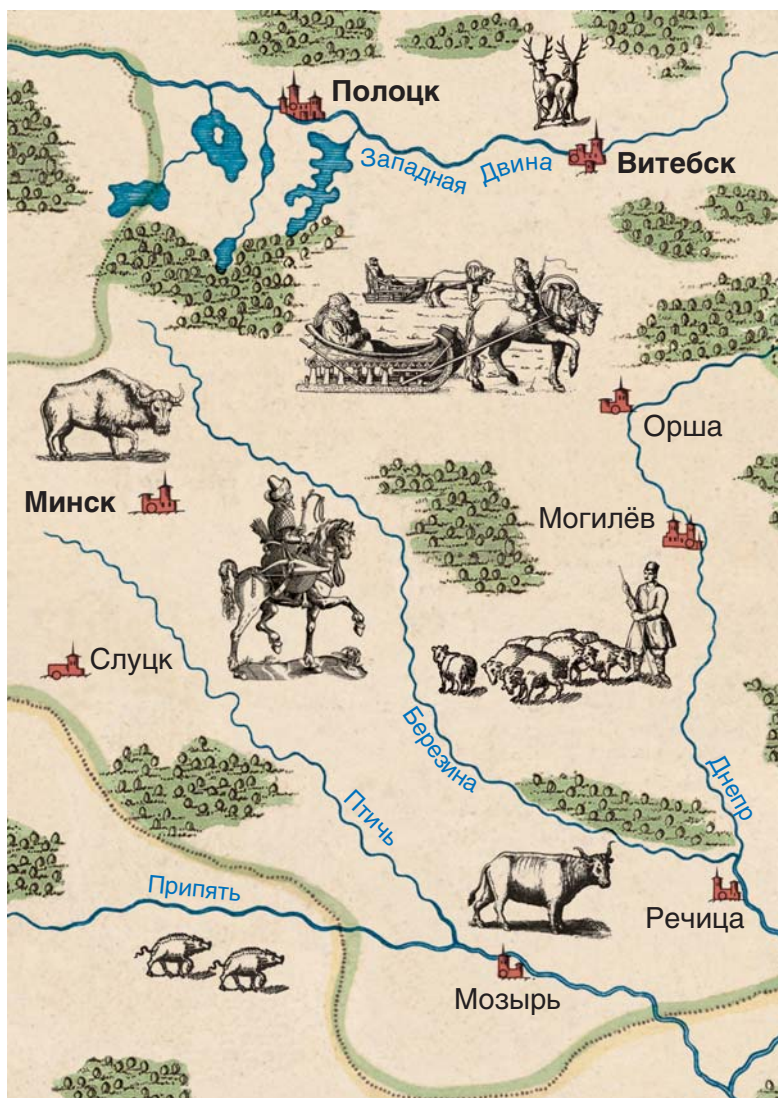 Полоцк
Западная Двина
Витебск
Орша
Минск
Могилёв
Слуцк
Березина
Днепр
Птичь
Припять
Речица
Мозырь